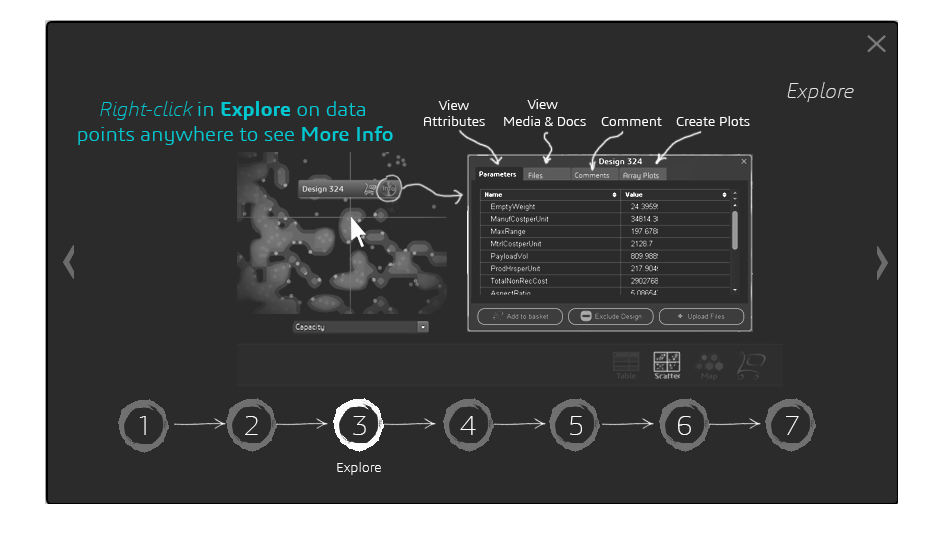 Explore
Right-click in Explore on data
points anywhere to see More Info
View
Attributes
View
Media & Docs
Comment
Create Plots
Design 324
Info
Design 324
Parameters
Files
Comments
Array Plots
Name
Value
EmptyWeight
24.3959
ManufCostperUnit
34814.3
MaxRange
197.678
MtrlCostperUnit
2128.7
PayloadVol
809.988
ProdHrsperUnit
217.904
TotalNonRecCost
2902768
AspectRatio
5.08654
Add to basket
Exclude Design
Upload Files
Capacity
Table
Scatter
Map
1
2
3
4
5
6
7
Explore